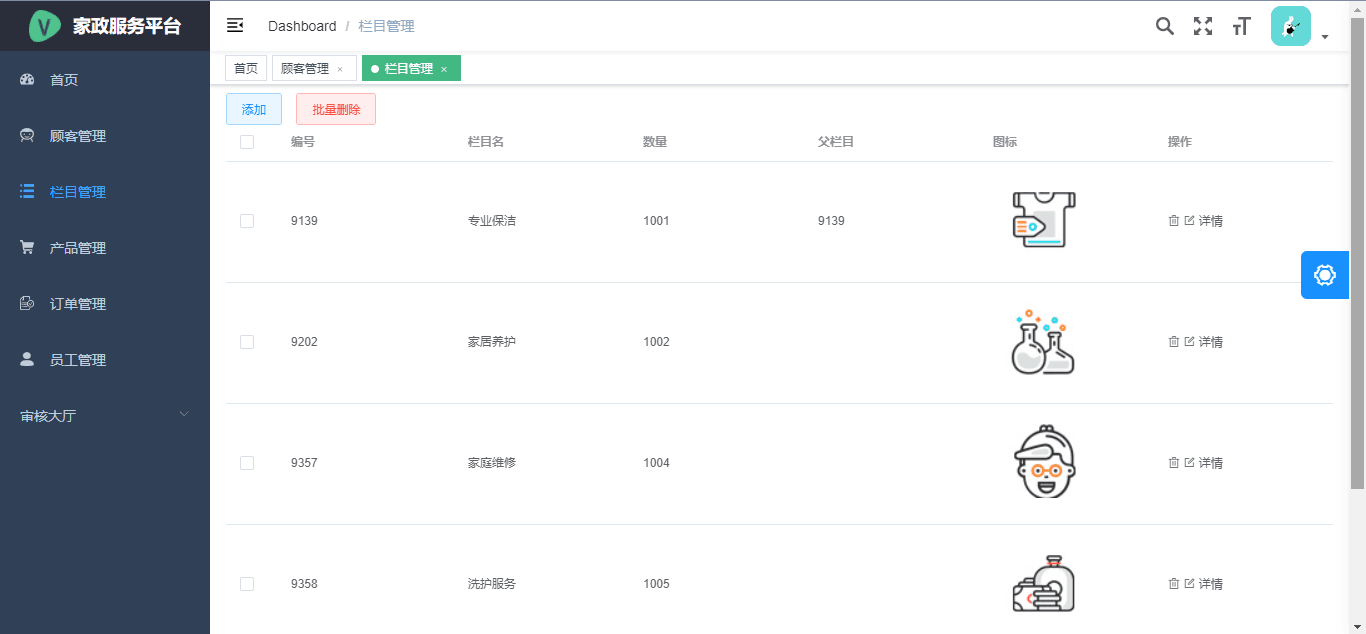 家政服务平台
首页
顾客管理
栏目管理
产品管理
订单管理
员工管理
审核大厅
Dashboard / 栏目管理
首页 顾客管理 × 栏目管理 ×
添加 批量删除
编号 栏目名 数量 父栏目 图标 操作
9139 专业保洁 1001 9139 详情
9202 家居养护 1002 详情
9357 家庭维修 1004 详情
9358 洗护服务 1005 详情